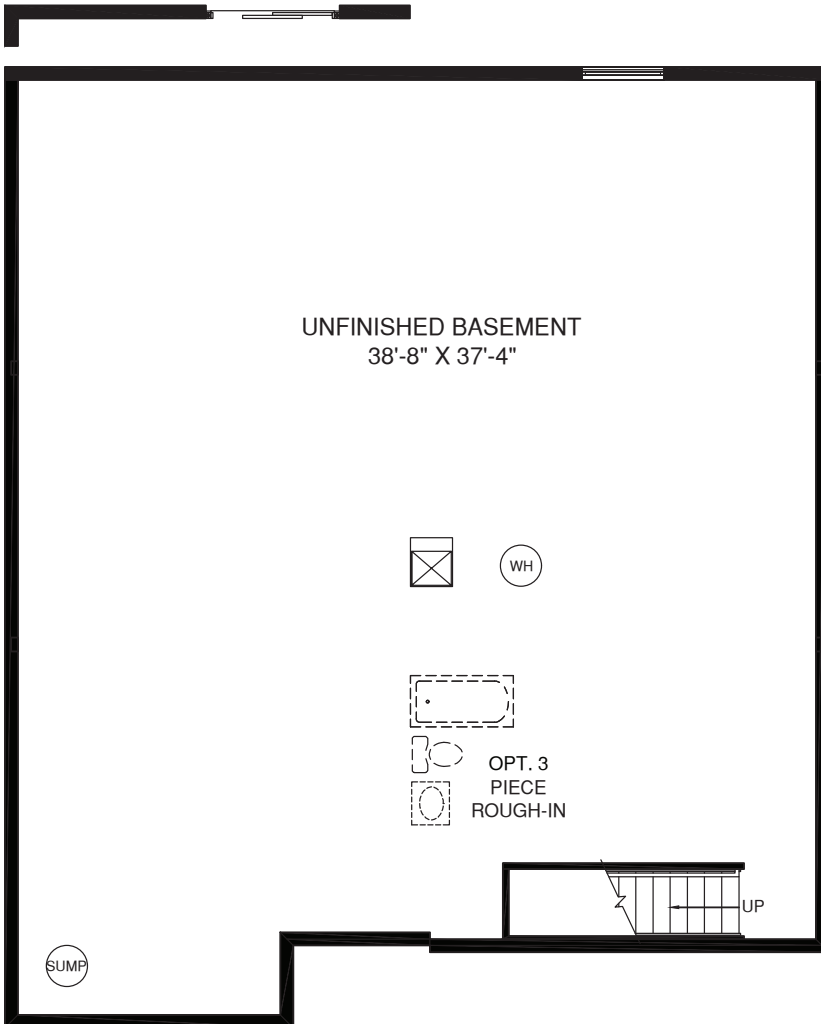 UNFINISHED BASEMENT
38'-8" X 37'-4"
WH
OPT. 3
PIECE
ROUGH-IN
UP
SUMP